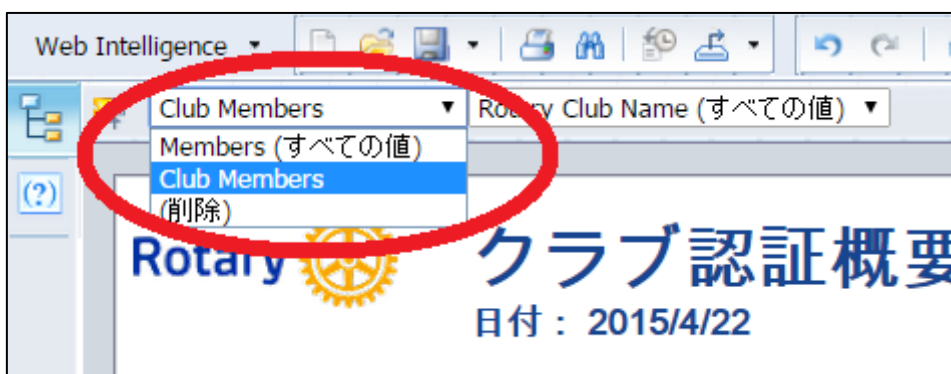 Web Intelligence
Club Members
Rotary Club Name (すべての値)
Members (すべての値)
Club Members
(削除)
(?)
Rotary
クラブ認証概要
日付： 2015/4/22